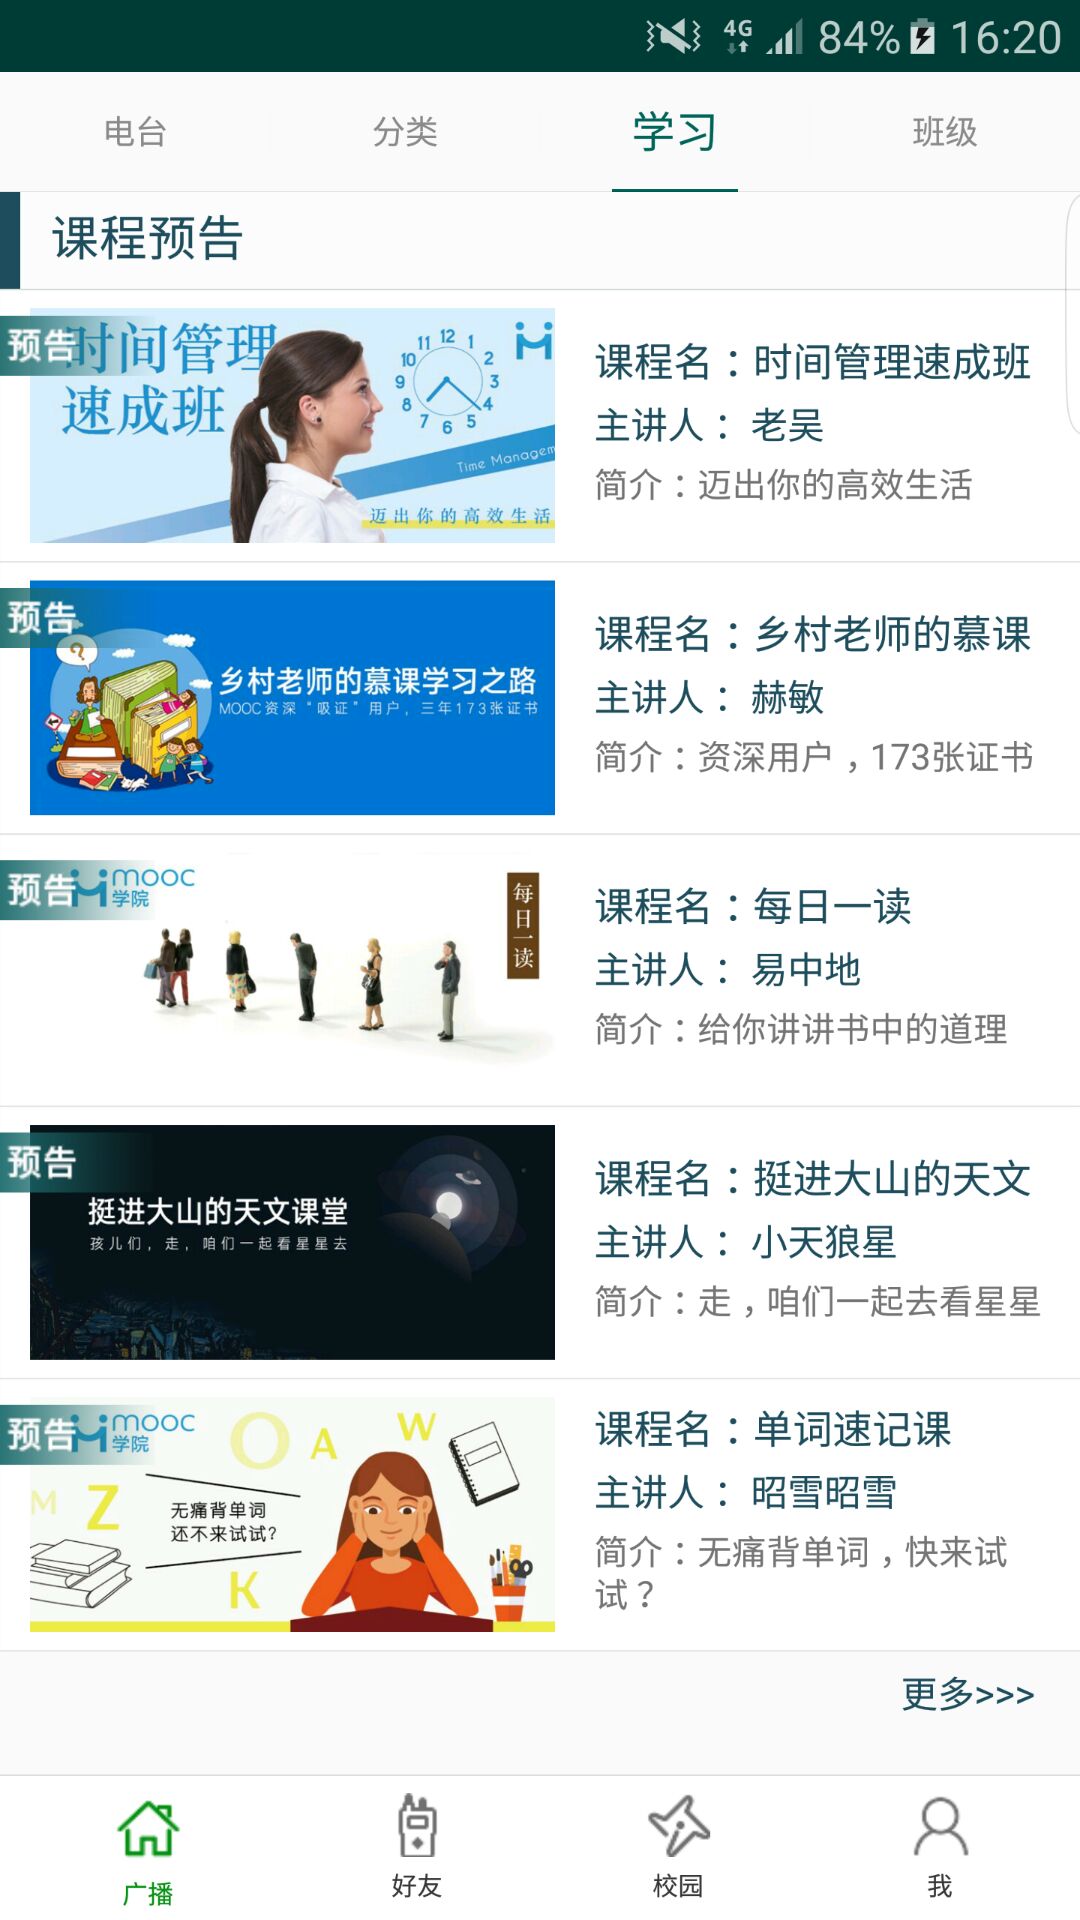 4G 84% 16:20
电台 分类 学习 班级
课程预告
预告
时间管理
速成班
12 1 2 3 4 5 6 7 8 9 10 11
Time Managem
迈出你的高效生活
课程名：时间管理速成班
主讲人：老吴
简介：迈出你的高效生活
预告
?
乡村老师的慕课学习之路
MOOC资深“吸证”用户，三年173张证书
课程名：乡村老师的慕课
主讲人：赫敏
简介：资深用户，173张证书
预告
mooc
学院
每日一读
课程名：每日一读
主讲人：易中地
简介：给你讲讲书中的道理
预告
挺进大山的天文课堂
孩儿们，走，咱们一起看星星去
课程名：挺进大山的天文
主讲人：小天狼星
简介：走，咱们一起去看星星
预告
mooc
学院
O A W
M Z K
无痛背单词
还不来试试?
课程名：单词速记课
主讲人：昭雪昭雪
简介：无痛背单词，快来试
试？
更多>>>
广播 好友 校园 我